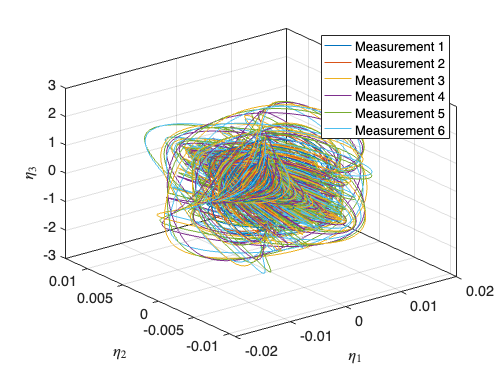 Measurement 1
Measurement 2
Measurement 3
Measurement 4
Measurement 5
Measurement 6
3
2
1
0
-1
-2
-3
η3
0.01
0.005
0
-0.005
-0.01
η2
-0.02
-0.01
0
0.01
0.02
η1